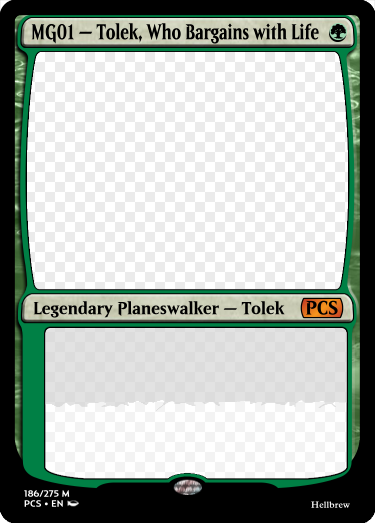 MG01 — Tolek, Who Bargains with Life
Legendary Planeswalker — Tolek PCS
186/275 M
PCS • EN
Hellbrew